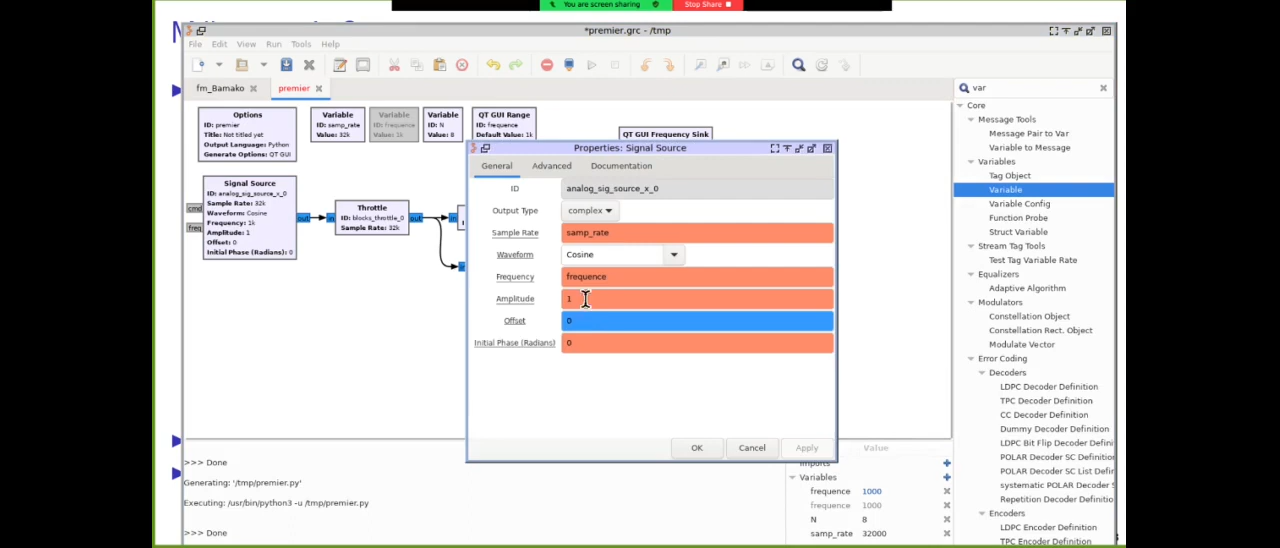 You are screen sharing
Stop Share
*premier.grc - /tmp
File Edit View Run Tools Help
fm_Bamako
premier
var
Options
ID: premier
Title: Not titled yet
Output Language: Python
Generate Options: QT GUI
Variable
ID: samp_rate
Value: 32k
Variable
ID: frequence
Value: 1k
Variable
ID: N
Value: 8
QT GUI Range
ID: frequence
Default Value: 1k
QT GUI Frequency Sink
Signal Source
ID: analog_sig_source_x_0
Sample Rate: 32k
Waveform: Cosine
Frequency: 1k
Amplitude: 1
Offset: 0
Initial Phase (Radians): 0
cmd
freq
out
in
Throttle
ID: blocks_throttle_0
Sample Rate: 32k
out
in
Properties: Signal Source
General Advanced Documentation
ID analog_sig_source_x_0
Output Type complex
Sample Rate samp_rate
Waveform Cosine
Frequency frequence
Amplitude 1
Offset 0
Initial Phase (Radians) 0
OK Cancel Apply
Core
Message Tools
Message Pair to Var
Variable to Message
Variables
Tag Object
Variable
Variable Config
Function Probe
Struct Variable
Stream Tag Tools
Test Tag Variable Rate
Equalizers
Adaptive Algorithm
Modulators
Constellation Object
Constellation Rect. Object
Modulate Vector
Error Coding
Decoders
LDPC Decoder Definition
TPC Decoder Definition
CC Decoder Definition
Dummy Decoder Definition
LDPC Bit Flip Decoder Defini
POLAR Decoder SC Definition
POLAR Decoder SC List Defir
systematic POLAR Decoder S
Repetition Decoder Definition
Encoders
LDPC Encoder Definition
TPC Encoder Definition
>>> Done
Generating: '/tmp/premier.py'
Executing: /usr/bin/python3 -u /tmp/premier.py
>>> Done
Value
Imports
Variables
frequence 1000
frequence 1000
N 8
samp_rate 32000